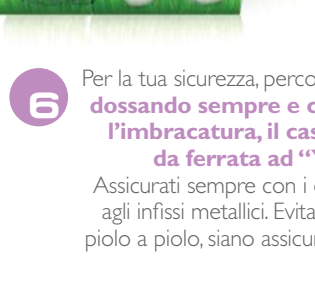 6
Per la tua sicurezza, perco
dossando sempre e c
l'imbracatura, il cas
da ferrata ad "Y
Assicurati sempre con i
agli infissi metallici. Evita
piolo a piolo, siano assicu